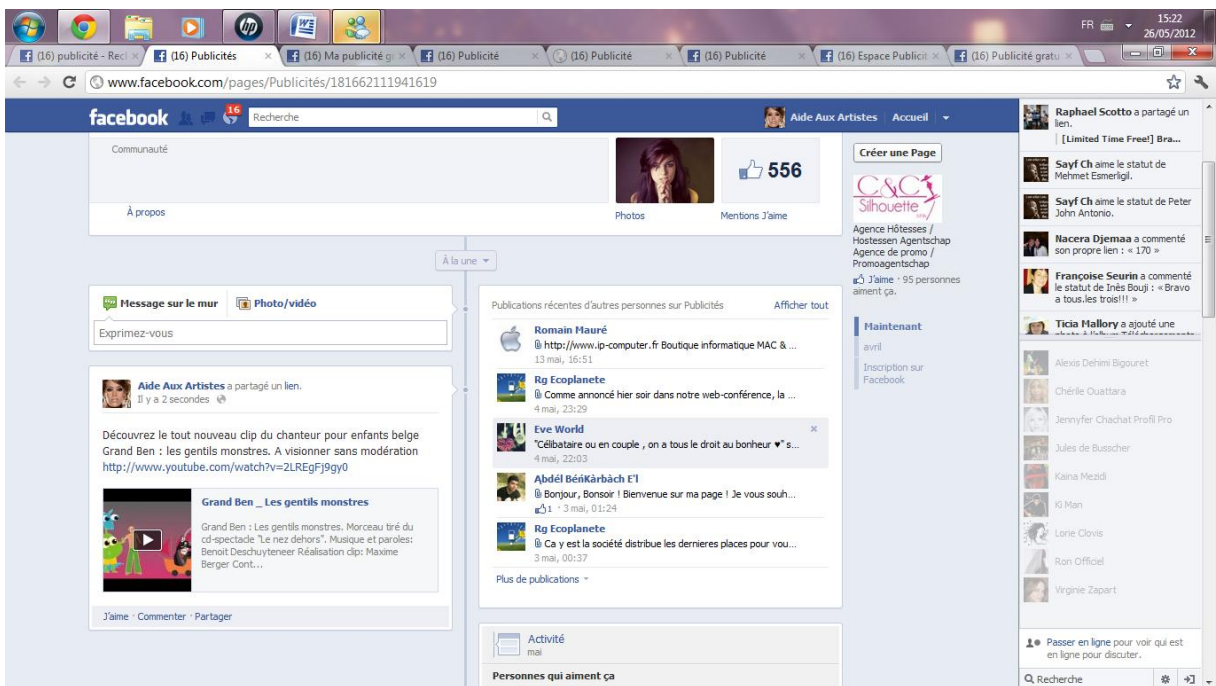 FR
15:22
26/05/2012
(16) publicité - Rec
(16) Publicités
(16) Ma publicité g
(16) Publicité
(16) Publicité
(16) Publicité
(16) Espace Publicit
(16) Publicité gratu
www.facebook.com/pages/Publicités/181662111941619
facebook
16
Recherche
Aide Aux Artistes
Accueil
Communauté
À propos
556
Photos
Mentions J'aime
À la une
Message sur le mur
Photo/vidéo
Exprimez-vous
Aide Aux Artistes a partagé un lien.
Il y a 2 secondes
Découvrez le tout nouveau clip du chanteur pour enfants belge
Grand Ben : les gentils monstres. A visionner sans modération
http://www.youtube.com/watch?v=2LREgFj9gy0
Grand Ben _ Les gentils monstres
Grand Ben : Les gentils monstres. Morceau tiré du
cd-spectacle "Le nez dehors". Musique et paroles:
Benoit Deschuyteneer Réalisation clip: Maxime
Berger Cont...
J'aime · Commenter · Partager
Publications récentes d'autres personnes sur Publicités
Afficher tout
Romain Mauré
http://www.ip-computer.fr Boutique informatique MAC & ...
13 mai, 16:51
Rg Ecoplanete
Comme annoncé hier soir dans notre web-conférence, la ...
4 mai, 23:29
Eve World
"Célibataire ou en couple , on a tous le droit au bonheur ♥" s...
4 mai, 22:03
Ąbdél BéńKàrbàch E'l
Bonjour, Bonsoir ! Bienvenue sur ma page ! Je vous souh...
1 · 3 mai, 01:24
Rg Ecoplanete
Ca y est la société distribue les dernieres places pour vou...
3 mai, 00:37
Plus de publications
Activité
mai
Personnes qui aiment ça
Créer une Page
C&C
Silhouette
Agence Hôtesses /
Hostessen Agentschap
Agence de promo /
Promoagentschap
J'aime · 95 personnes
aiment ça.
Maintenant
avril
Inscription sur
Facebook
Raphael Scotto a partagé un
lien.
[Limited Time Free!] Bra...
Sayf Ch aime le statut de
Mehmet Esmerligil.
Sayf Ch aime le statut de Peter
John Antonio.
Nacera Djemaa a commenté
son propre lien : « 170 »
Françoise Seurin a commenté
le statut de Inès Bouji : « Bravo
a tous.les trois!!! »
Ticia Mallory a ajouté une
photo à l'album Téléchargements
Alexis Dehimi Bigouret
Chérile Ouattara
Jennyfer Chachat Profil Pro
Jules de Busscher
Kaina Mezidi
Ki Man
Lorie Clovis
Ron Officiel
Virginie Zapart
Passer en ligne pour voir qui est
en ligne pour discuter.
Recherche